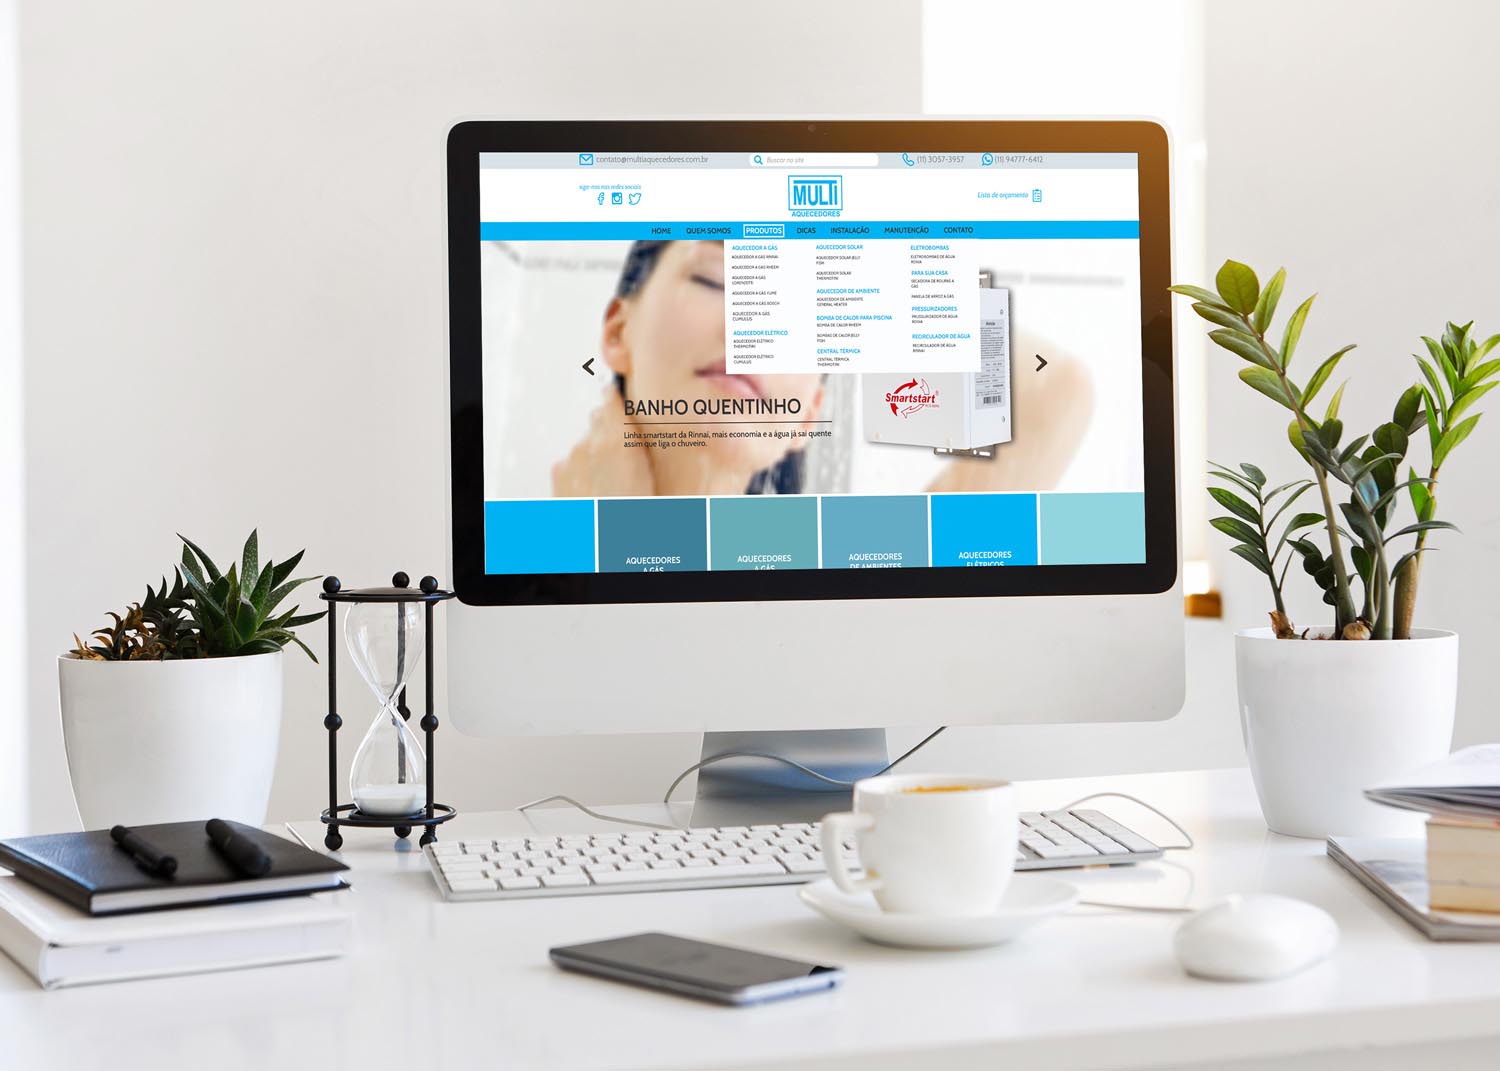 contato@multiaquecedores.com.br
Buscar no site
(11) 3057-3957
(11) 94777-6412
siga-nos nas redes sociais
MULTI
AQUECEDORES
Lista de orçamento
HOME QUEM SOMOS PRODUTOS DICAS INSTALAÇÃO MANUTENÇÃO CONTATO
AQUECEDOR A GÁS
AQUECEDOR A GÁS RINNAI
AQUECEDOR A GÁS RHEEM
AQUECEDOR A GÁS
LORENZETTI
AQUECEDOR A GÁS YUME
AQUECEDOR A GÁS BOSCH
AQUECEDOR A GÁS
CUMULUS
AQUECEDOR ELÉTRICO
AQUECEDOR ELÉTRICO
THERMOTINI
AQUECEDOR ELÉTRICO
CUMULUS
AQUECEDOR SOLAR
AQUECEDOR SOLAR JELLY
FISH
AQUECEDOR SOLAR
THERMOTINI
AQUECEDOR DE AMBIENTE
AQUECEDOR DE AMBIENTE
GENERAL HEATER
BOMBA DE CALOR PARA PISCINA
BOMBA DE CALOR RHEEM
BOMBAS DE CALOR JELLY
FISH
CENTRAL TÉRMICA
CENTRAL TÉRMICA
THERMOTINI
ELETROBOMBAS
ELETROBOMBAS DE ÁGUA
ROWA
PARA SUA CASA
SECADORA DE ROUPAS A
GÁS
PANELA DE ARROZ A GÁS
PRESSURIZADORES
PRESSURIZADOR DE ÁGUA
ROWA
RECIRCULADOR DE ÁGUA
RECIRCULADOR DE ÁGUA
RINNAI
Rinnai
Smartstart®
BANHO QUENTINHO
Linha smartstart da Rinnai, mais economia e a água já sai quente
assim que liga o chuveiro.
AQUECEDORES
A GÁS
AQUECEDORES
A GÁS
AQUECEDORES
DE AMBIENTES
AQUECEDORES
ELÉTRICOS